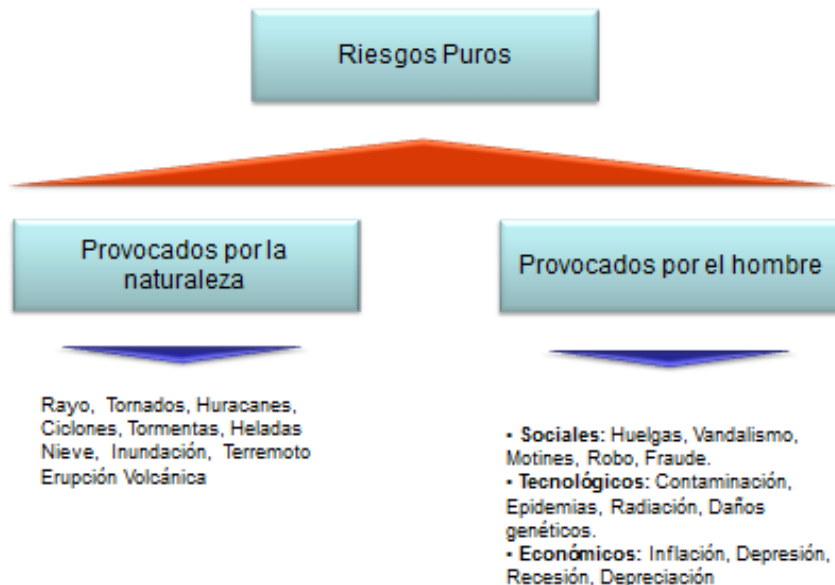 Riesgos Puros
Provocados por la
naturaleza
Provocados por el hombre
Rayo, Tornados, Huracanes,
Ciclones, Tormentas, Heladas
Nieve, Inundación, Terremoto
Erupción Volcánica
▪ Sociales: Huelgas, Vandalismo,
Motines, Robo, Fraude.
▪ Tecnológicos: Contaminación,
Epidemias, Radiación, Daños
genéticos.
▪ Económicos: Inflación, Depresión,
Recesión, Depreciación